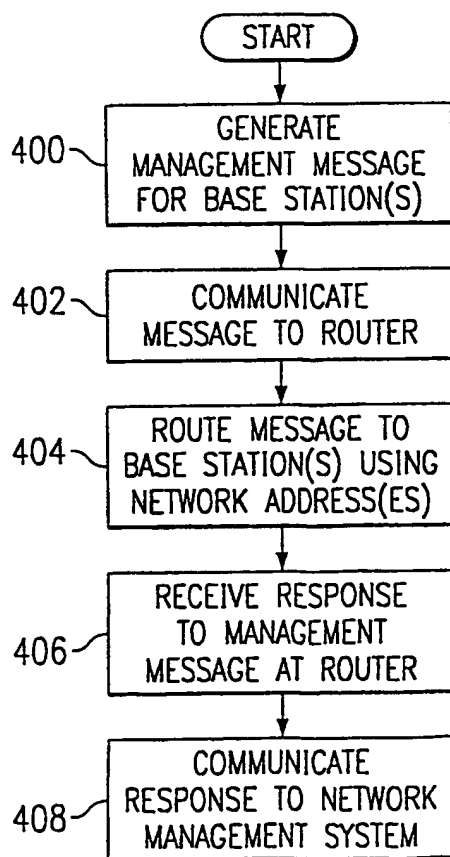 START
400
GENERATE
MANAGEMENT MESSAGE
FOR BASE STATION(S)
402
COMMUNICATE
MESSAGE TO ROUTER
404
ROUTE MESSAGE TO
BASE STATION(S) USING
NETWORK ADDRESS(ES)
406
RECEIVE RESPONSE
TO MANAGEMENT
MESSAGE AT ROUTER
408
COMMUNICATE
RESPONSE TO NETWORK
MANAGEMENT SYSTEM